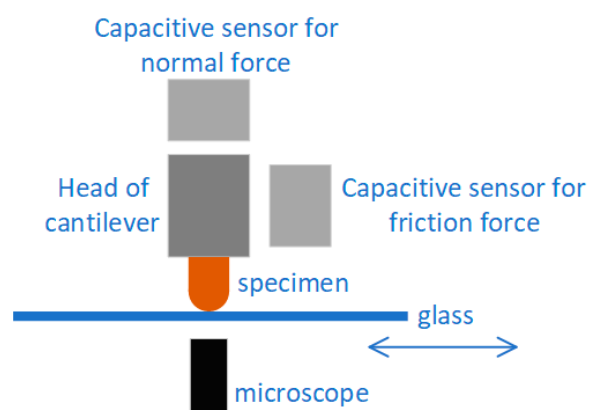 Capacitive sensor for
normal force
Head of
cantilever
Capacitive sensor for
friction force
specimen
glass
microscope